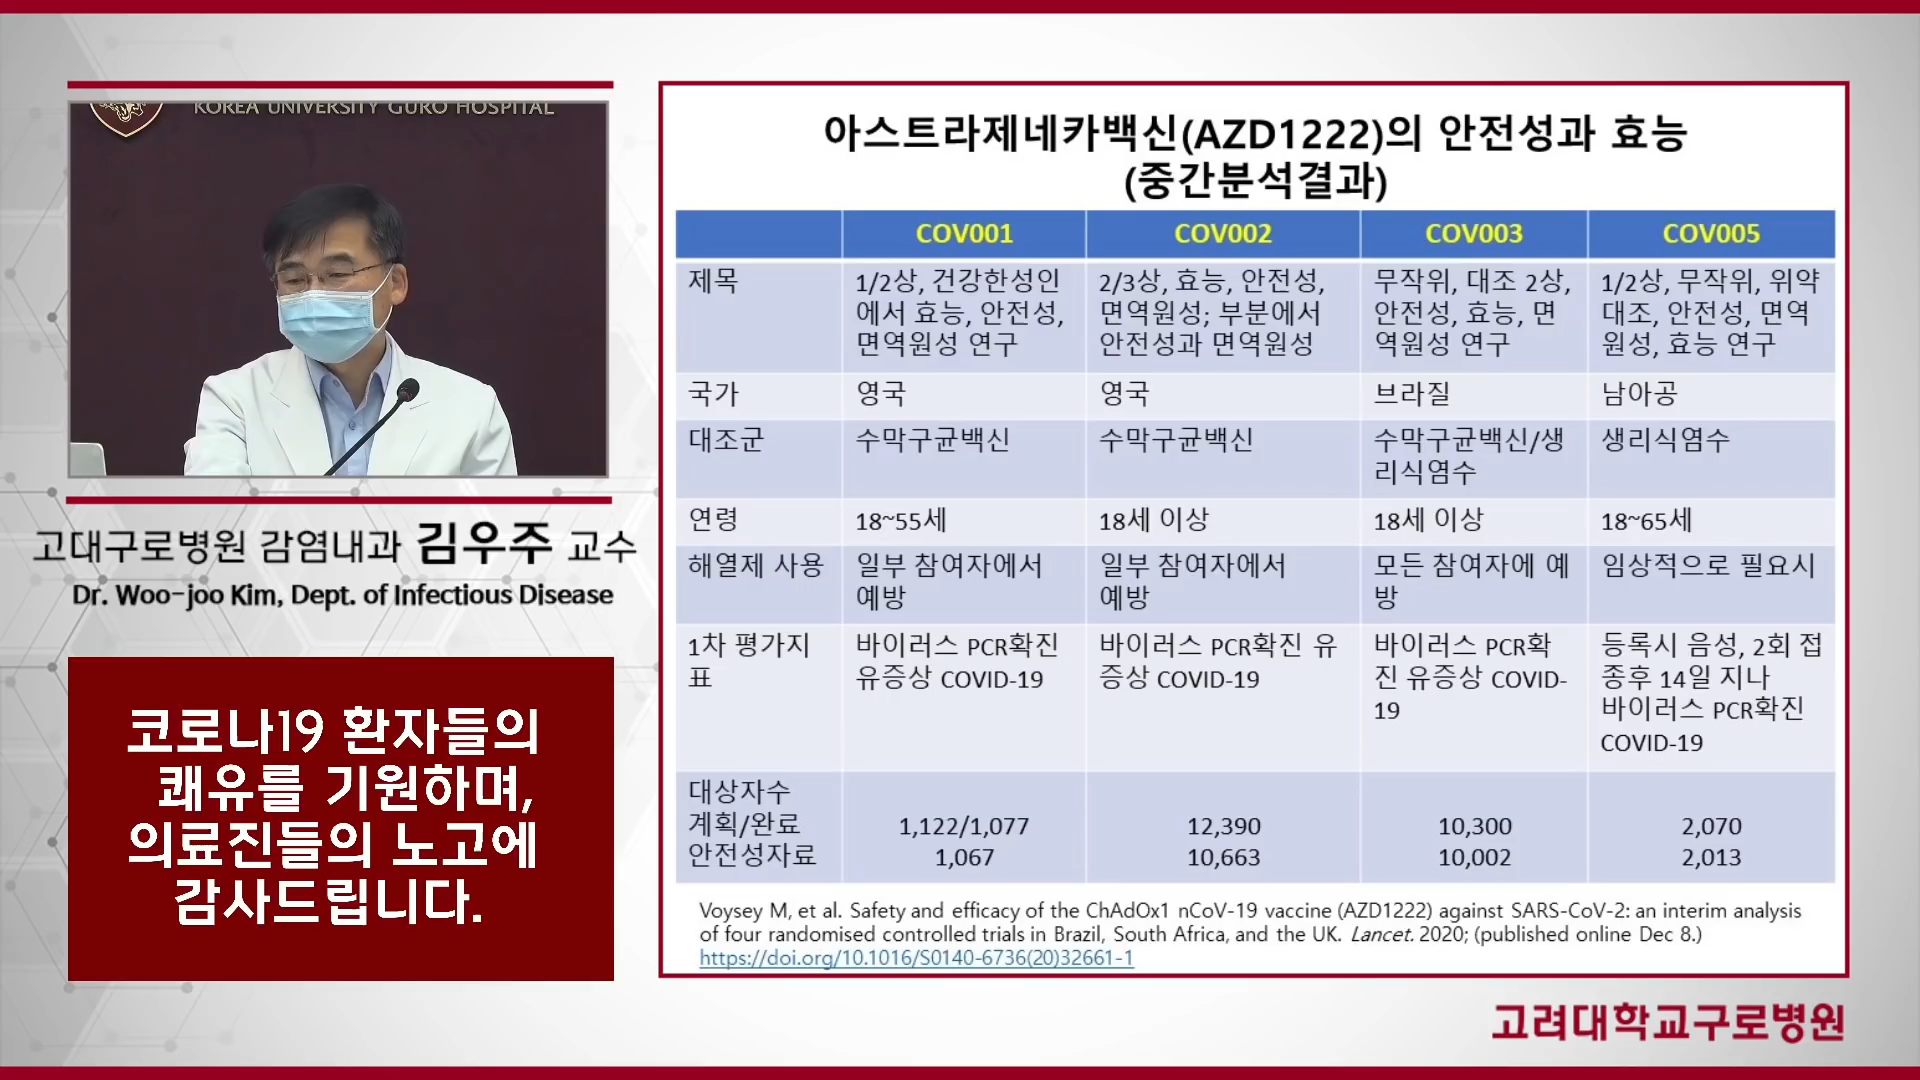 KOREA UNIVERSITY GURO HOSPITAL
고대구로병원 감염내과 김우주 교수
Dr. Woo-joo Kim, Dept. of Infectious Disease
코로나19 환자들의
쾌유를 기원하며,
의료진들의 노고에
감사드립니다.
아스트라제네카백신(AZD1222)의 안전성과 효능
(중간분석결과)
COV001 COV002 COV003 COV005
제목
1/2상, 건강한성인
에서 효능, 안전성,
면역원성 연구
2/3상, 효능, 안전성,
면역원성; 부분에서
안전성과 면역원성
무작위, 대조 2상,
안전성, 효능, 면
역원성 연구
1/2상, 무작위, 위약
대조, 안전성, 면역
원성, 효능 연구
국가 영국 영국 브라질 남아공
대조군
수막구균백신
수막구균백신
수막구균백신/생
리식염수
생리식염수
연령 18~55세 18세 이상 18세 이상 18~65세
해열제 사용
일부 참여자에서
예방
일부 참여자에서
예방
모든 참여자에 예
방
임상적으로 필요시
1차 평가지
표
바이러스 PCR확진
유증상 COVID-19
바이러스 PCR확진 유
증상 COVID-19
바이러스 PCR확
진 유증상 COVID-
19
등록시 음성, 2회 접
종후 14일 지나
바이러스 PCR확진
COVID-19
대상자수
계획/완료 1,122/1,077 12,390 10,300 2,070
안전성자료 1,067 10,663 10,002 2,013
Voysey M, et al. Safety and efficacy of the ChAdOx1 nCoV-19 vaccine (AZD1222) against SARS-CoV-2: an interim analysis
of four randomised controlled trials in Brazil, South Africa, and the UK. Lancet. 2020; (published online Dec 8.)
https://doi.org/10.1016/S0140-6736(20)32661-1
고려대학교구로병원